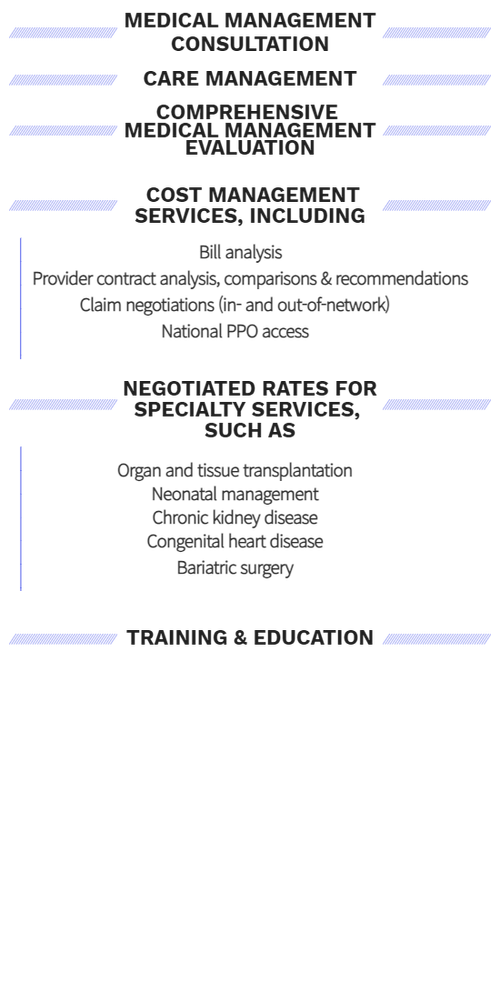 MEDICAL MANAGEMENT
CONSULTATION
CARE MANAGEMENT
COMPREHENSIVE
MEDICAL MANAGEMENT
EVALUATION
COST MANAGEMENT
SERVICES, INCLUDING
Bill analysis
Provider contract analysis, comparisons & recommendations
Claim negotiations (in- and out-of-network)
National PPO access
NEGOTIATED RATES FOR
SPECIALTY SERVICES,
SUCH AS
Organ and tissue transplantation
Neonatal management
Chronic kidney disease
Congenital heart disease
Bariatric surgery
TRAINING & EDUCATION